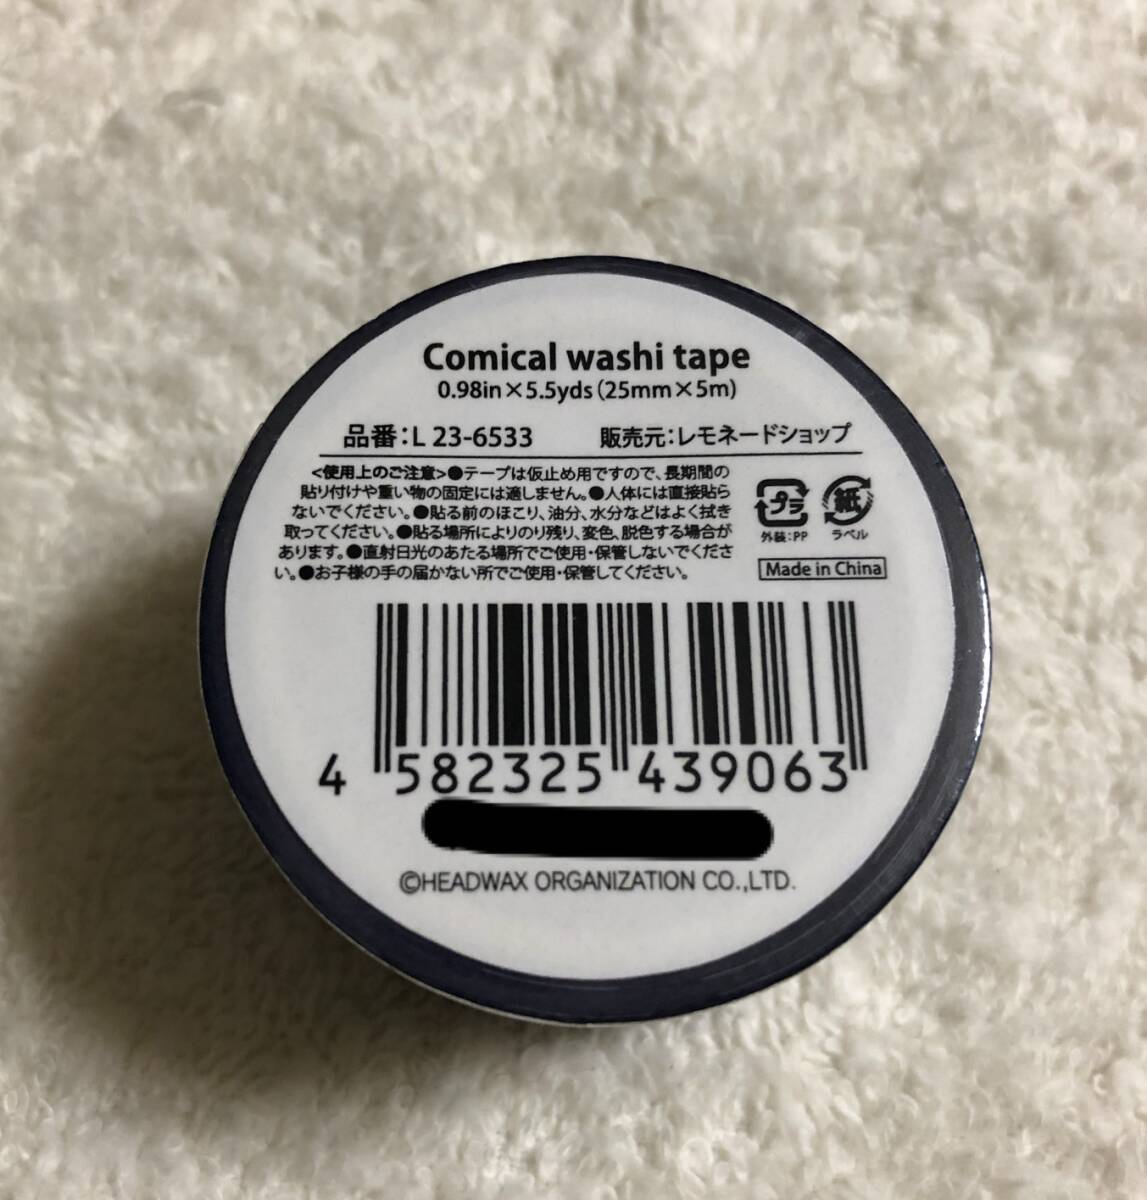 Comical washi tape
0.98in×5.5yds(25mm×5m)
品番:L 23-6533 販売元:レモネードショップ
<使用上のご注意>●テープは仮止め用ですので、長期間の
貼り付けや重い物の固定には適しません。●人体には直接貼ら
ないでください。●貼る前のほこり、油分、水分などはよく拭き
取ってください。●貼る場所によりのり残り、変色、脱色する場合が
あります。●直射日光のあたる場所でご使用・保管しないでくださ
い。●お子様の手の届かない所でご使用・保管してください。
プラ 紙
外装:PP ラベル
Made in China
4 582325 439063
©HEADWAX ORGANIZATION CO.,LTD.